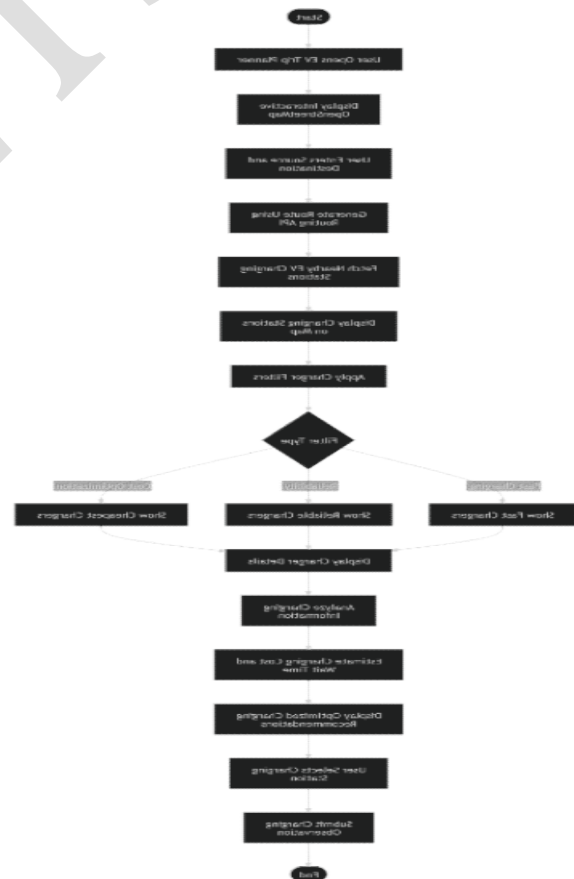 Start
User Opens EV Trip Planner
Display Interactive
OpenStreetMap
User Enters Source and
Destination
Generate Route Using
Routing API
Fetch Nearby EV Charging
Stations
Display Charging Stations
on Map
Apply Charger Filters
Filter Type
Cost Optimization
Reliability
Fast Charging
Show Cheapest Chargers
Show Reliable Chargers
Show Fast Chargers
Display Charger Details
Analyze Charging
Information
Estimate Charging Cost and
Wait Time
Display Optimized Charging
Recommendations
User Selects Charging
Station
Submit Charging
Observation
End